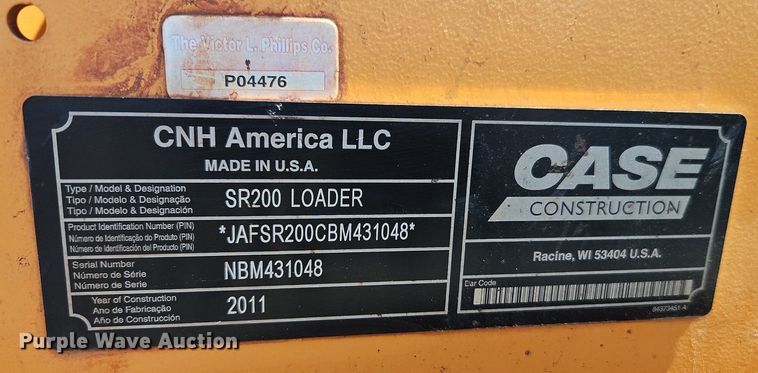 The Victor L. Phillips Co.
P04476
CNH America LLC
MADE IN U.S.A.
Type / Model & Designation
Tipo / Modelo & Delegação
Tipo / Modelo & Designación
SR200 LOADER
Product Identification Number (PIN)
Número de Identificação do Produto (PIN)
Número de Identificación del Producto (PIN)
*JAFSR200CBM431048*
Serial Number
Número de Série
Numero de Serie
NBM431048
Year of Construction
Ano de Fabricação
Año de Construcción
2011
CASE
CONSTRUCTION
Racine, WI 53404 U.S.A.
Bar Code
84373451-A
Purple Wave Auction